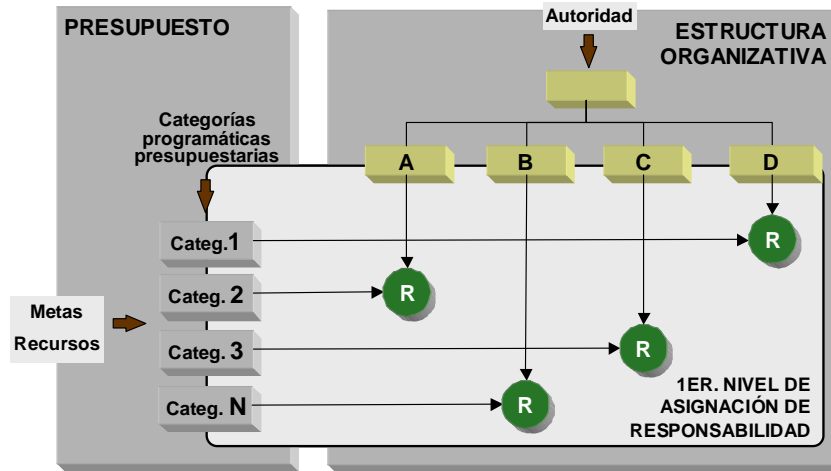 PRESUPUESTO
Autoridad
ESTRUCTURA
ORGANIZATIVA
Categorías
programáticas
presupuestarias
A
B
C
D
Categ.1
R
Categ. 2
R
Metas
Recursos
Categ. 3
R
Categ. N
R
1ER. NIVEL DE
ASIGNACIÓN DE
RESPONSABILIDAD